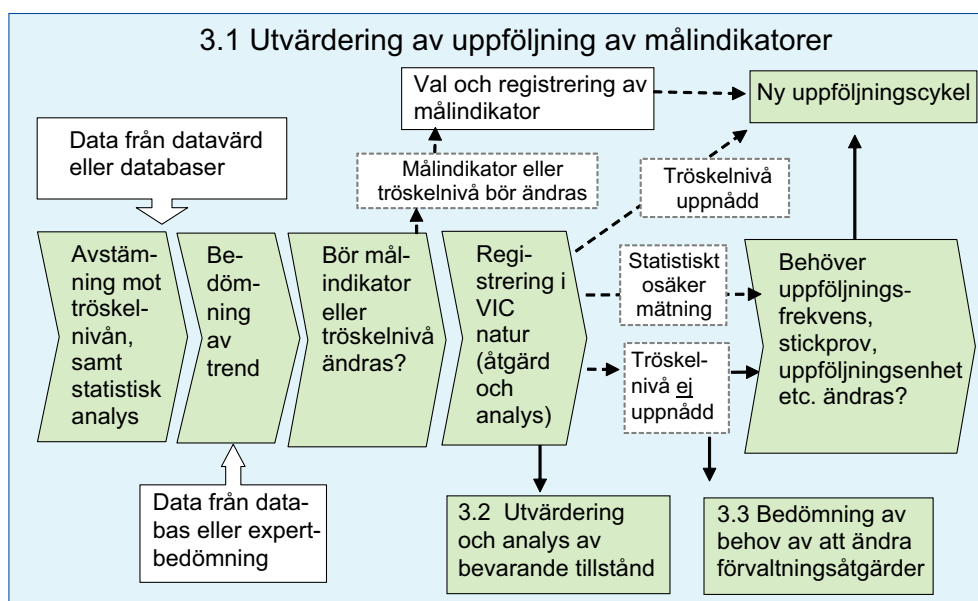 3.1 Utvärdering av uppföljning av målindikatorer
Val och registrering av
målindikator
Ny uppföljningscykel
Data från datavärd
eller databaser
Målindikator eller
tröskelnivå bör ändras
Tröskelnivå
uppnådd
Avstäm-
ning mot
tröskel-
nivån,
samt
statistisk
analys
Be-
döm-
ning
av
trend
Bör mål-
indikator
eller
tröskelnivå
ändras?
Regi-
strering i
VIC
natur
(åtgärd
och
analys)
Statistiskt
osäker
mätning
Tröskel-
nivå ej
uppnådd
Behöver
uppföljnings-
frekvens,
stickprov,
uppföljningsenhet
etc. ändras?
Data från data-
bas eller expert-
bedömning
3.2 Utvärdering
och analys av
bevarande tillstånd
3.3 Bedömning av
behov av att ändra
förvaltningsåtgärder